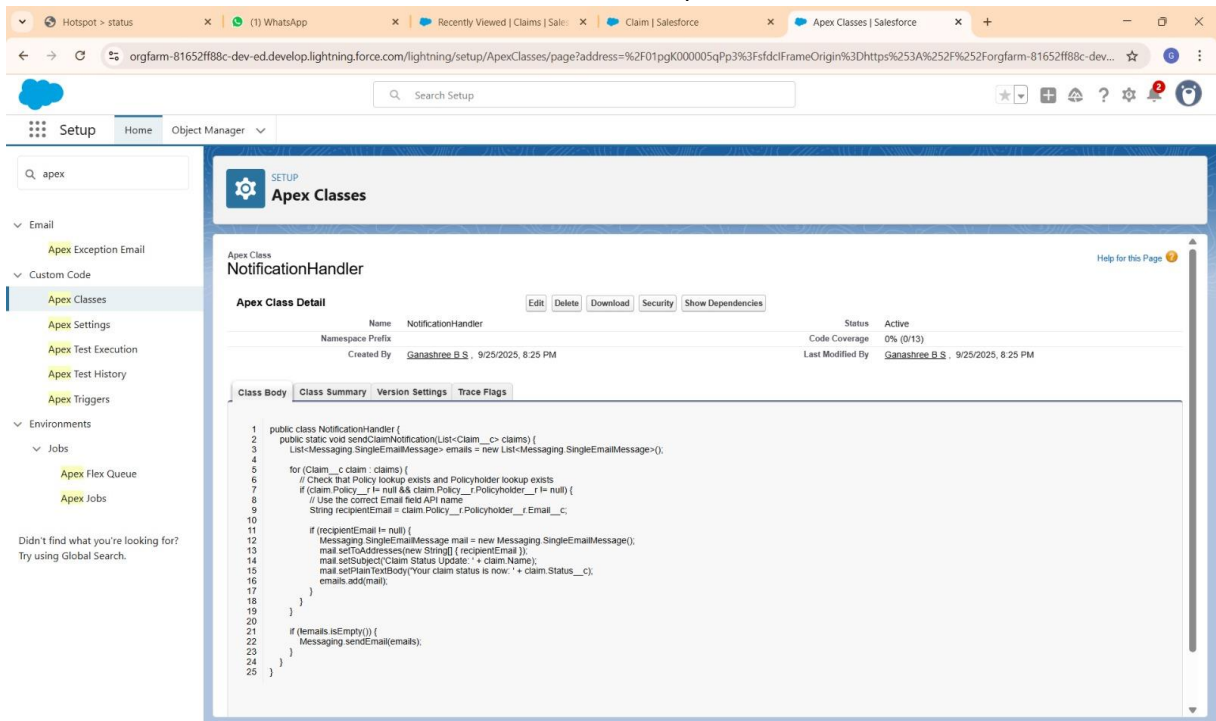 Hotspot > status
(1) WhatsApp
Recently Viewed | Claims | Sales
Claim | Salesforce
Apex Classes | Salesforce
orgfarm-81652ff88c-dev-ed.develop.lightning.force.com/lightning/setup/ApexClasses/page?address=%2F01pgK000005qPp3%3FsfdcIFrameOrigin%3Dhttps%253A%252F%252Forgfarm-81652ff88c-dev...
G
Search Setup
2
Setup
Home
Object Manager
apex
Email
Apex Exception Email
Custom Code
Apex Classes
Apex Settings
Apex Test Execution
Apex Test History
Apex Triggers
Environments
Jobs
Apex Flex Queue
Apex Jobs
Didn't find what you're looking for?
Try using Global Search.
SETUP
Apex Classes
Apex Class
NotificationHandler
Help for this Page
Apex Class Detail
Edit Delete Download Security Show Dependencies
Name NotificationHandler Status Active
Namespace Prefix Code Coverage 0% (0/13)
Created By Ganashree B S , 9/25/2025, 8:25 PM Last Modified By Ganashree B S , 9/25/2025, 8:25 PM
Class Body Class Summary Version Settings Trace Flags
1 public class NotificationHandler {
2 public static void sendClaimNotification(List<Claim__c> claims) {
3 List<Messaging.SingleEmailMessage> emails = new List<Messaging.SingleEmailMessage>();
4
5 for (Claim__c claim : claims) {
6 // Check that Policy lookup exists and Policyholder lookup exists
7 if (claim.Policy__r != null && claim.Policy__r.Policyholder__r != null) {
8 // Use the correct Email field API name
9 String recipientEmail = claim.Policy__r.Policyholder__r.Email__c;
10
11 if (recipientEmail != null) {
12 Messaging.SingleEmailMessage mail = new Messaging.SingleEmailMessage();
13 mail.setToAddresses(new String[] { recipientEmail });
14 mail.setSubject('Claim Status Update: ' + claim.Name);
15 mail.setPlainTextBody('Your claim status is now: ' + claim.Status__c);
16 emails.add(mail);
17 }
18 }
19 }
20
21 if (!emails.isEmpty()) {
22 Messaging.sendEmail(emails);
23 }
24 }
25 }